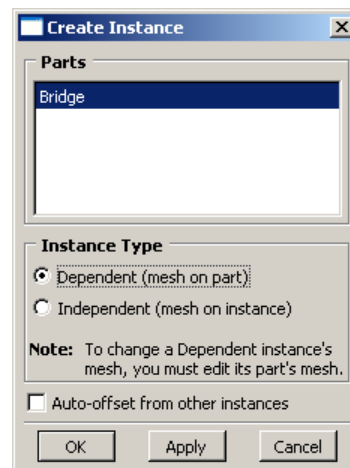 Create Instance
Parts
Bridge
Instance Type
Dependent (mesh on part)
Independent (mesh on instance)
Note: To change a Dependent instance's
mesh, you must edit its part's mesh.
Auto-offset from other instances
OK Apply Cancel